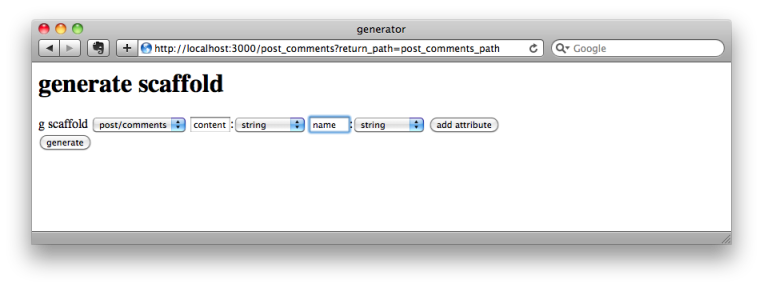 generator
http://localhost:3000/post_comments?return_path=post_comments_path
Google
generate scaffold
g scaffold post/comments content : string name : string add attribute
generate